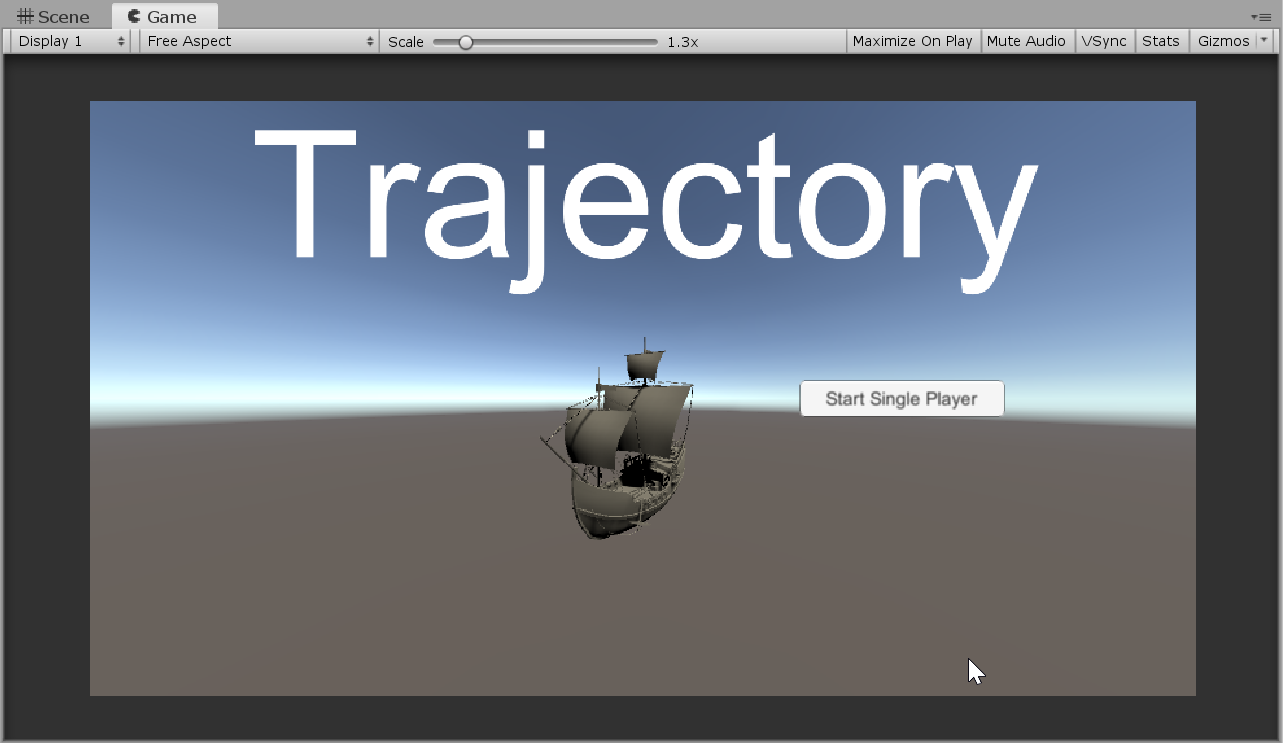 Scene Game
Display 1 Free Aspect Scale 1.3x Maximize On Play Mute Audio VSync Stats Gizmos
Trajectory
Start Single Player